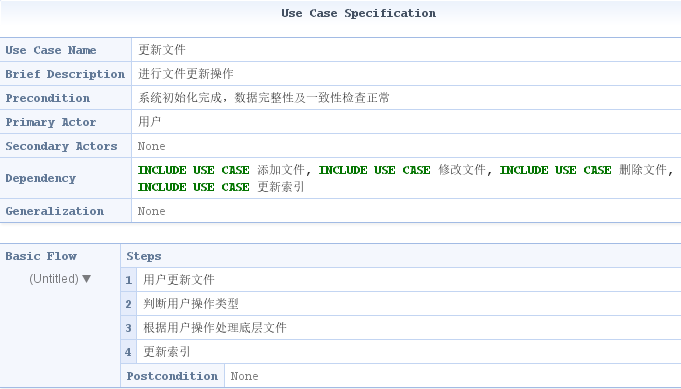 Use Case Specification
Use Case Name 更新文件
Brief Description 进行文件更新操作
Precondition 系统初始化完成，数据完整性及一致性检查正常
Primary Actor 用户
Secondary Actors None
Dependency INCLUDE USE CASE 添加文件, INCLUDE USE CASE 修改文件, INCLUDE USE CASE 删除文件,
INCLUDE USE CASE 更新索引
Generalization None
Basic Flow Steps
(Untitled) ▼ 1 用户更新文件
2 判断用户操作类型
3 根据用户操作处理底层文件
4 更新索引
Postcondition None